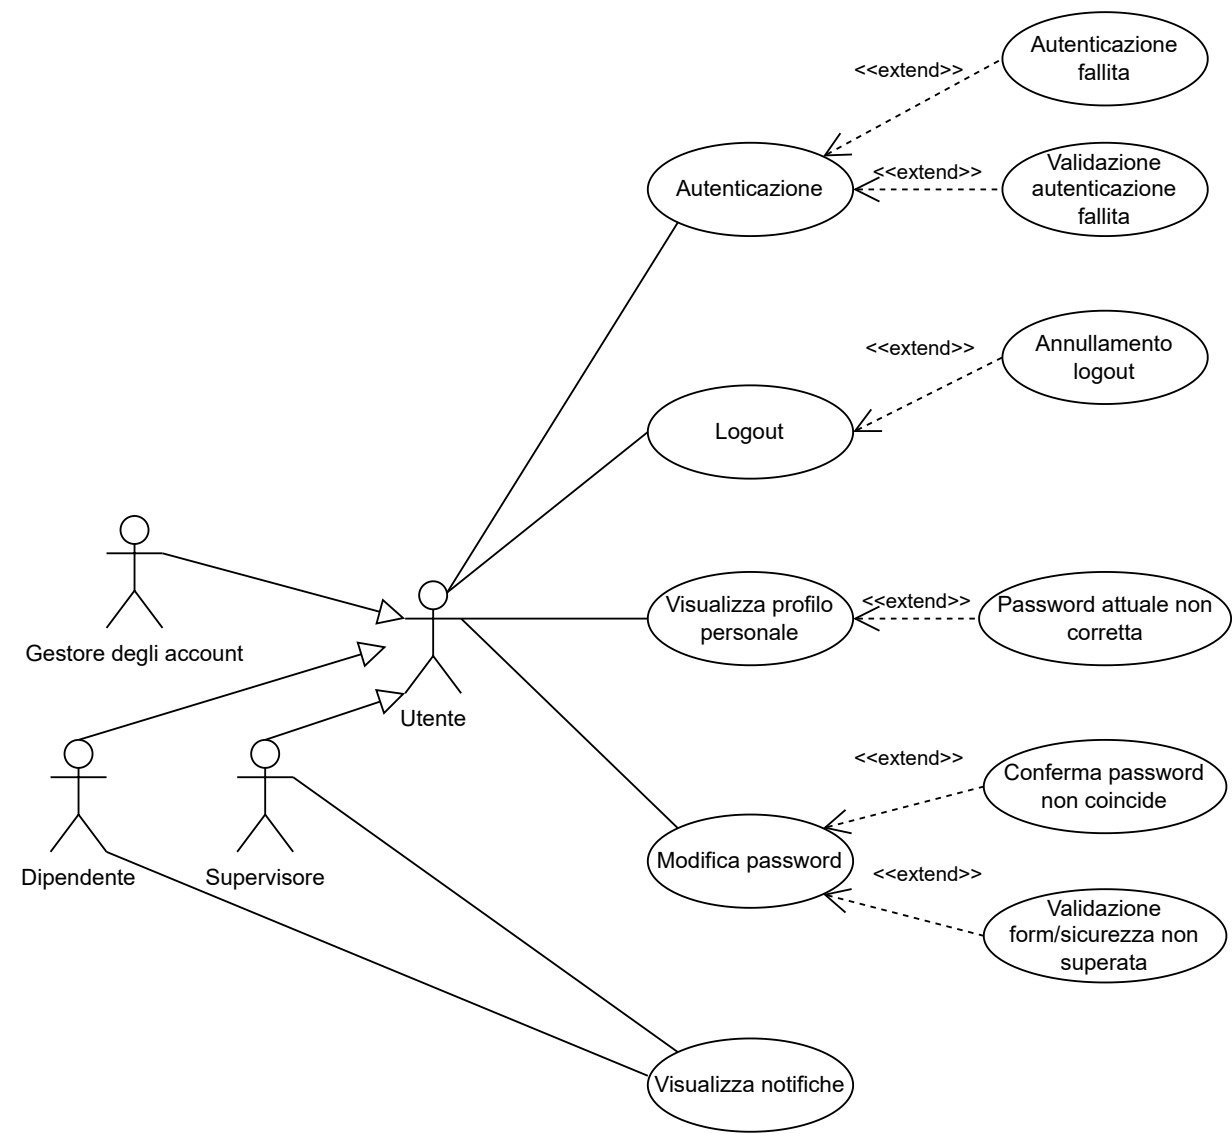 Autenticazione
fallita
<<extend>>
Validazione
autenticazione
fallita
<<extend>>
Autenticazione
Annullamento
logout
<<extend>>
Logout
Gestore degli account
Visualizza profilo
personale
<<extend>>
Password attuale non
corretta
Utente
Dipendente
Supervisore
<<extend>>
Conferma password
non coincide
Modifica password
<<extend>>
Validazione
form/sicurezza non
superata
Visualizza notifiche